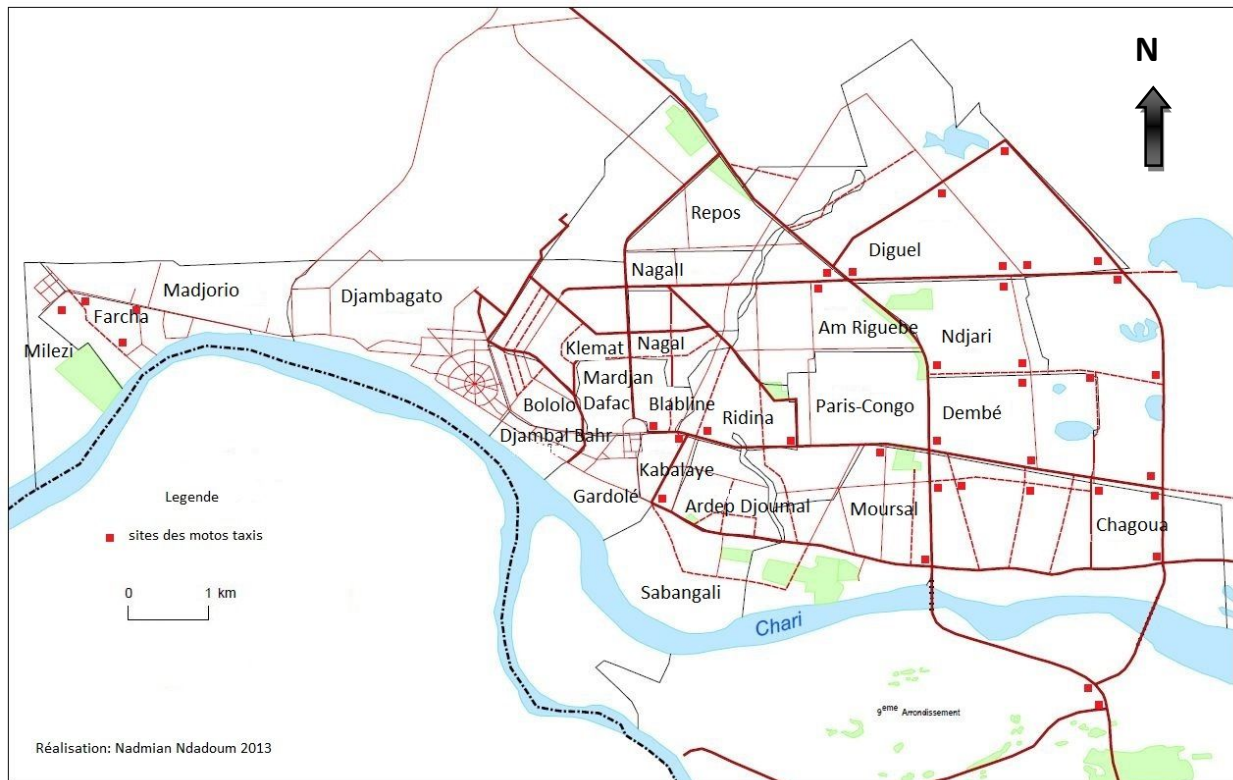 N
Repos
Diguel
Nagall
Madjorio
Djambagato
Farcha
Am Riguebe
Ndjari
Klemat
Nagal
Milezi
Mardjan
Bololo
Dafac
Blabline
Ridina
Paris-Congo
Dembé
Djambal Bahr
Kabalaye
Gardolé
Ardep Djoumal
Moursal
Chagoua
Legende
sites des motos taxis
0 1 km
Sabangali
Chari
9eme Arrondissement
Réalisation: Nadmian Ndadoum 2013